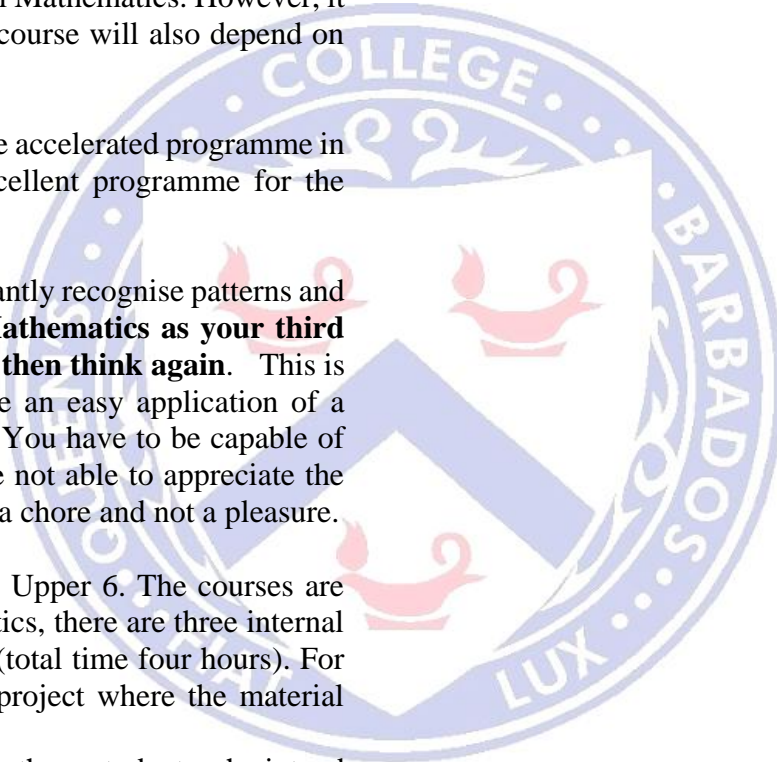 Mathematics. However, it
course will also depend on
accelerated programme in
excellent programme for the
recognise patterns and
Mathematics as your third
then think again. This is
an easy application of a
You have to be capable of
not able to appreciate the
a chore and not a pleasure.
Upper 6. The courses are
there are three internal
(total time four hours). For
project where the material
QUEEN'S · COLLEGE · BARBADOS
FIAT LUX